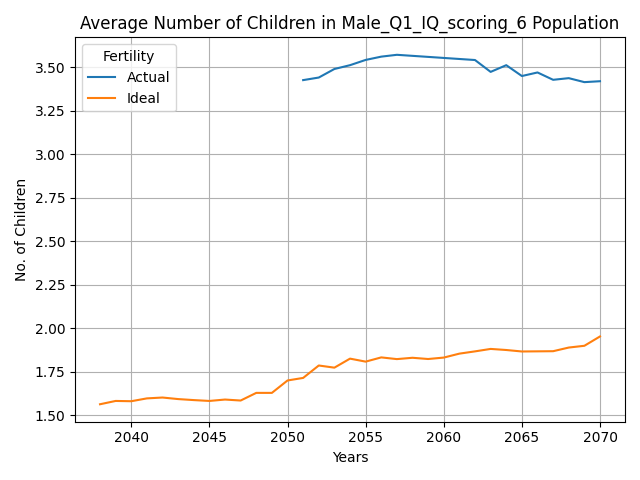 Average Number of Children in Male_Q1_IQ_scoring_6 Population
Fertility
Actual
Ideal
No. of Children
3.50
3.25
3.00
2.75
2.50
2.25
2.00
1.75
1.50
2040 2045 2050 2055 2060 2065 2070
Years